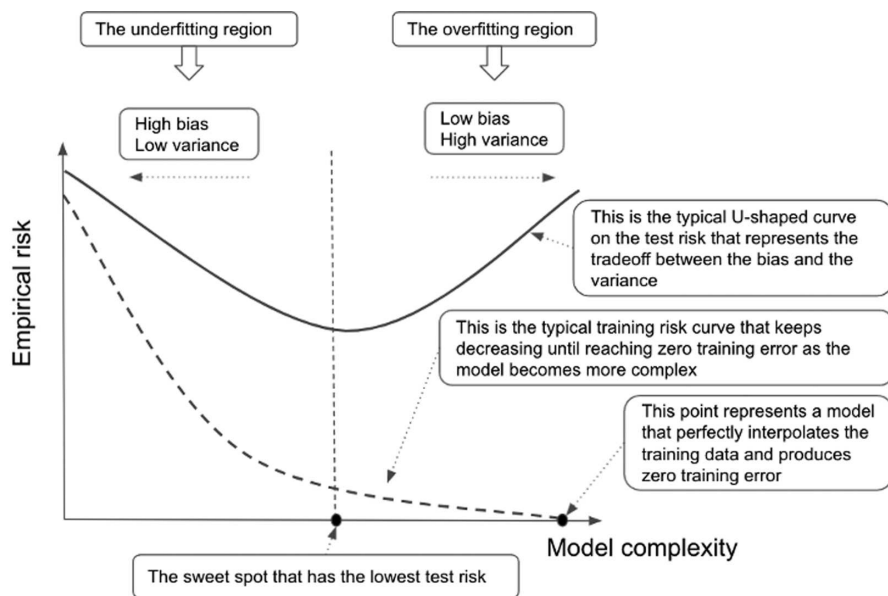 The underfitting region
The overfitting region
High bias
Low variance
Low bias
High variance
This is the typical U-shaped curve
on the test risk that represents the
tradeoff between the bias and the
variance
Empirical risk
This is the typical training risk curve that keeps
decreasing until reaching zero training error as the
model becomes more complex
This point represents a model
that perfectly interpolates the
training data and produces
zero training error
Model complexity
The sweet spot that has the lowest test risk